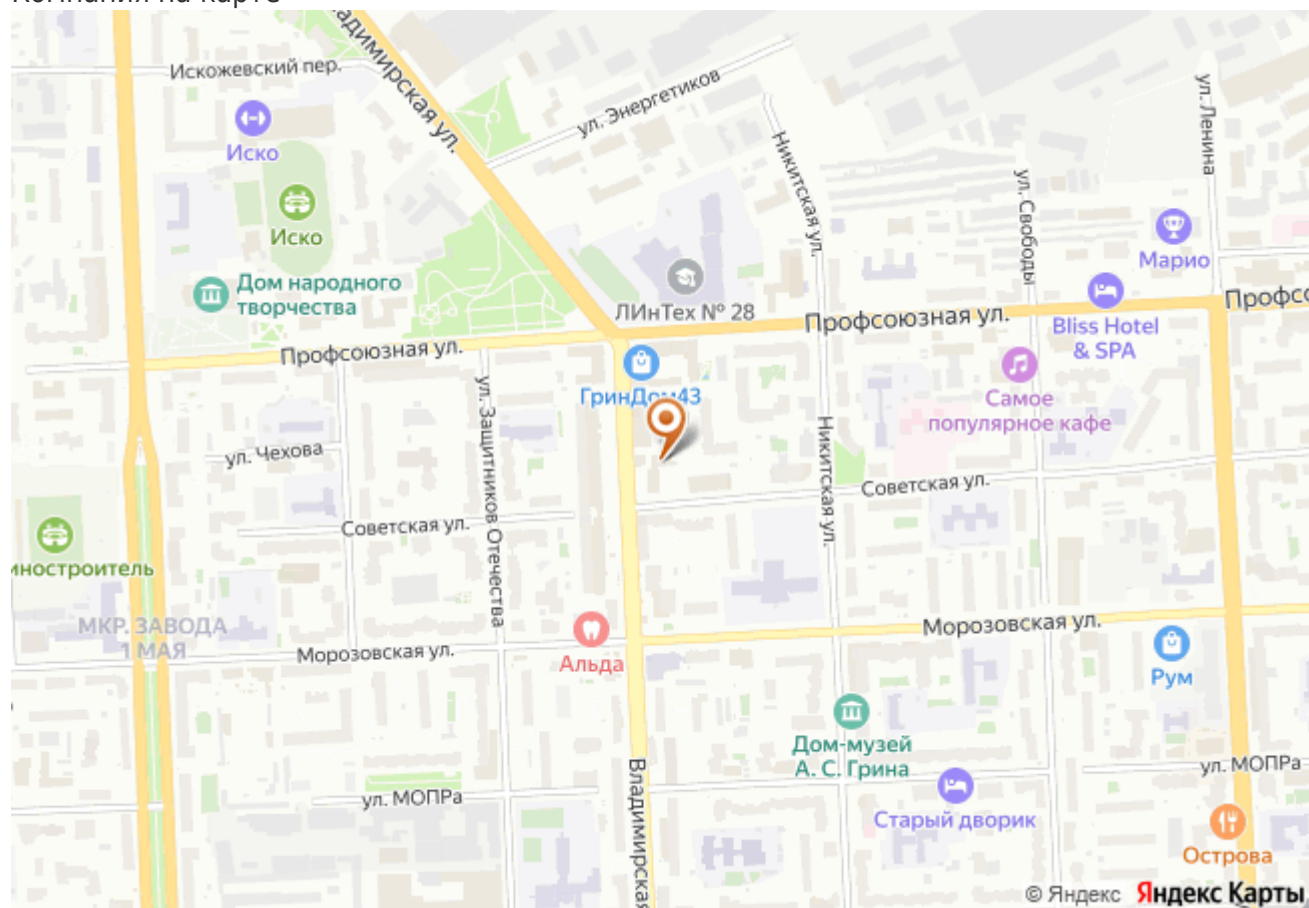 Компания на карте
Владимирская ул.
Искожевский пер.
ул. Энергетиков
ул. Ленина
Иско
Никитская ул.
ул. Свободы
Иско
Марио
Дом народного
творчества
ЛИнТех № 28
Профсоюзная ул.
Bliss Hotel
& SPA
Профсо
Профсоюзная ул.
ГринДом43
Самое
популярное кафе
ул. Защитников Отечества
ул. Чехова
Никитская ул.
Советская ул.
Советская ул.
иностроитель
МКР. ЗАВОДА
1 МАЯ
Морозовская ул.
Альда
Морозовская ул.
Рум
Дом-музей
А. С. Грина
Владимирская
ул. МОПРа
ул. МОПРа
Старый дворик
Острова
© Яндекс Яндекс Карты